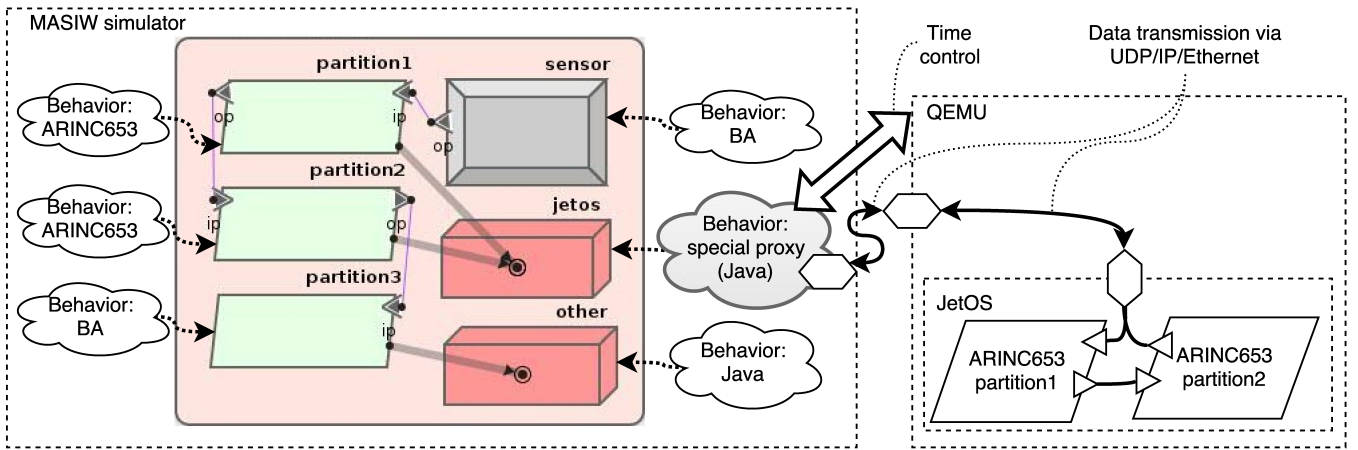 MASIW simulator
Time
control
Data transmission via
UDP/IP/Ethernet
partition1
sensor
Behavior:
ARINC653
op
ip
op
Behavior:
BA
QEMU
partition2
Behavior:
ARINC653
ip
op
jetos
Behavior:
special proxy
(Java)
partition3
Behavior:
BA
ip
other
Behavior:
Java
JetOS
ARINC653
partition1
ARINC653
partition2